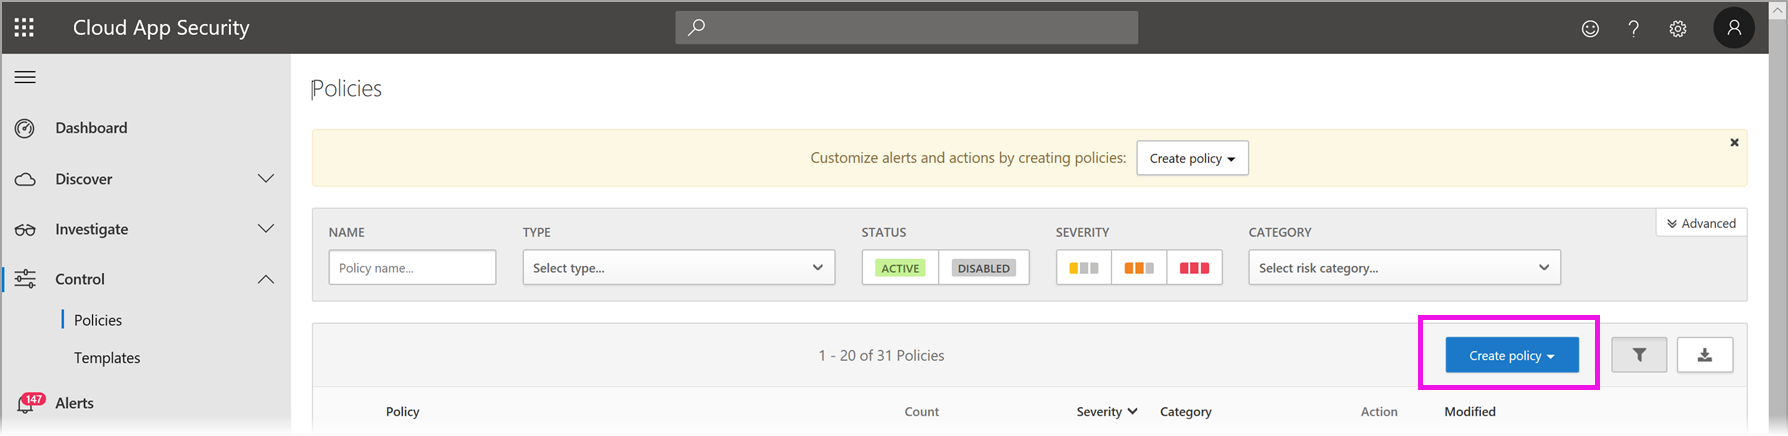 Cloud App Security
Policies
Dashboard
Customize alerts and actions by creating policies: Create policy
Discover
Investigate
Advanced
NAME TYPE STATUS SEVERITY CATEGORY
Policy name... Select type... ACTIVE DISABLED Select risk category...
Control
Policies
1 - 20 of 31 Policies Create policy
Templates
147
Alerts
Policy Count Severity Category Action Modified